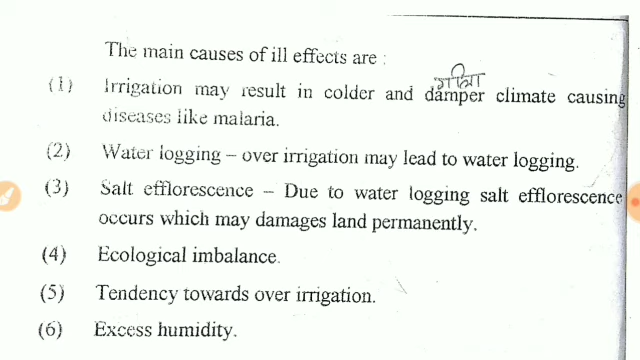 The main causes of ill effects are :
गीला
(1) Irrigation may result in colder and damper climate causing
diseases like malaria.
(2) Water logging – over irrigation may lead to water logging.
(3) Salt efflorescence – Due to water logging salt efflorescence
occurs which may damages land permanently.
(4) Ecological imbalance.
(5) Tendency towards over irrigation.
(6) Excess humidity.